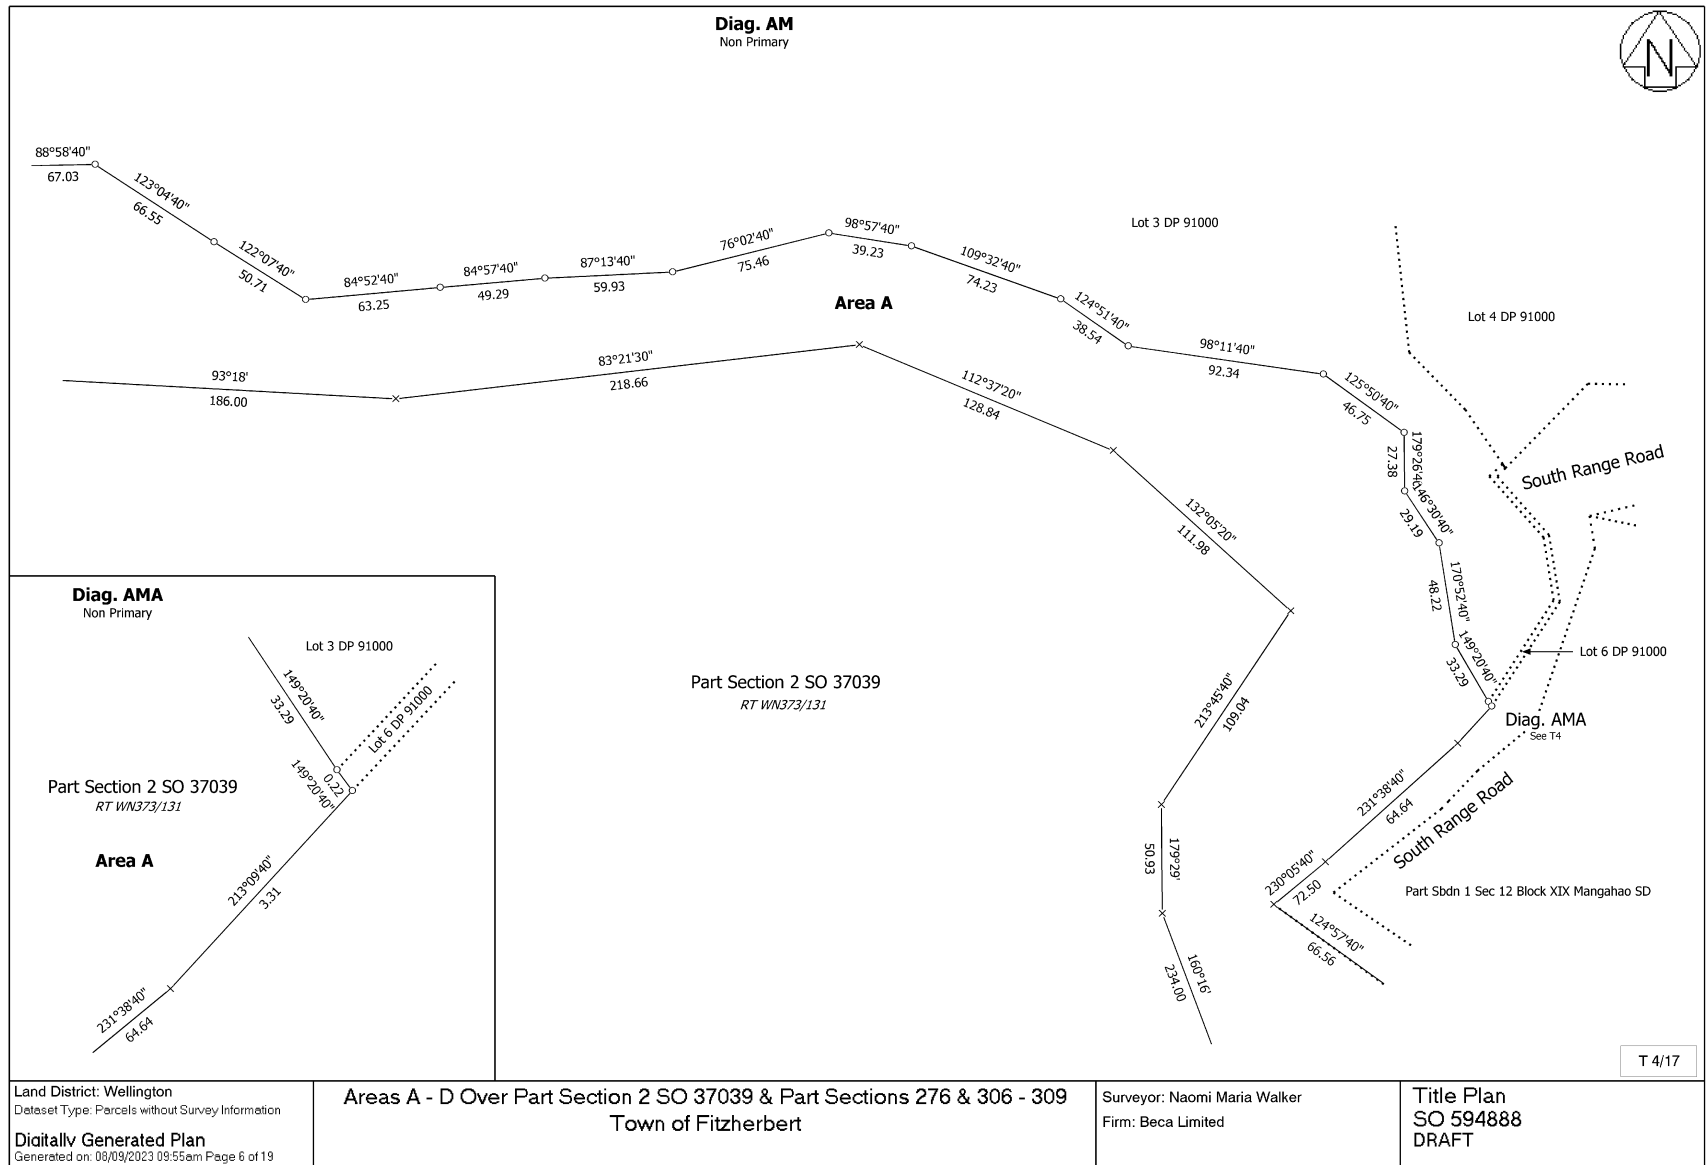 Diag. AM
Non Primary
N
88°58'40"
67.03
123°04'40"
66.55
122°07'40"
50.71
84°52'40"
63.25
84°57'40"
49.29
87°13'40"
59.93
76°02'40"
75.46
98°57'40"
39.23
109°32'40"
74.23
124°51'40"
38.54
98°11'40"
92.34
125°50'40"
46.75
27.38
146°30'40"
29.19
170°52'40"
48.22
149°20'40"
33.29
Lot 3 DP 91000
Lot 4 DP 91000
South Range Road
Lot 6 DP 91000
Area A
93°18'
186.00
83°21'30"
218.66
112°37'20"
128.84
132°05'20"
111.98
213°45'40"
109.04
179°29'
50.93
160°16'
234.00
Part Section 2 SO 37039
RT WN373/131
Diag. AMA
See T4
231°38'40"
64.64
South Range Road
230°05'40"
72.50
124°57'40"
66.56
Part Sbdn 1 Sec 12 Block XIX Mangahao SD
Diag. AMA
Non Primary
Lot 3 DP 91000
149°20'40"
33.29
Lot 6 DP 91000
149°20'40"
0.22
Part Section 2 SO 37039
RT WN373/131
Area A
213°09'40"
3.31
231°38'40"
64.64
T 4/17
Land District: Wellington
Dataset Type: Parcels without Survey Information
Digitally Generated Plan
Generated on: 08/09/2023 09:55am Page 6 of 19
Areas A - D Over Part Section 2 SO 37039 & Part Sections 276 & 306 - 309
Town of Fitzherbert
Surveyor: Naomi Maria Walker
Firm: Beca Limited
Title Plan
SO 594888
DRAFT